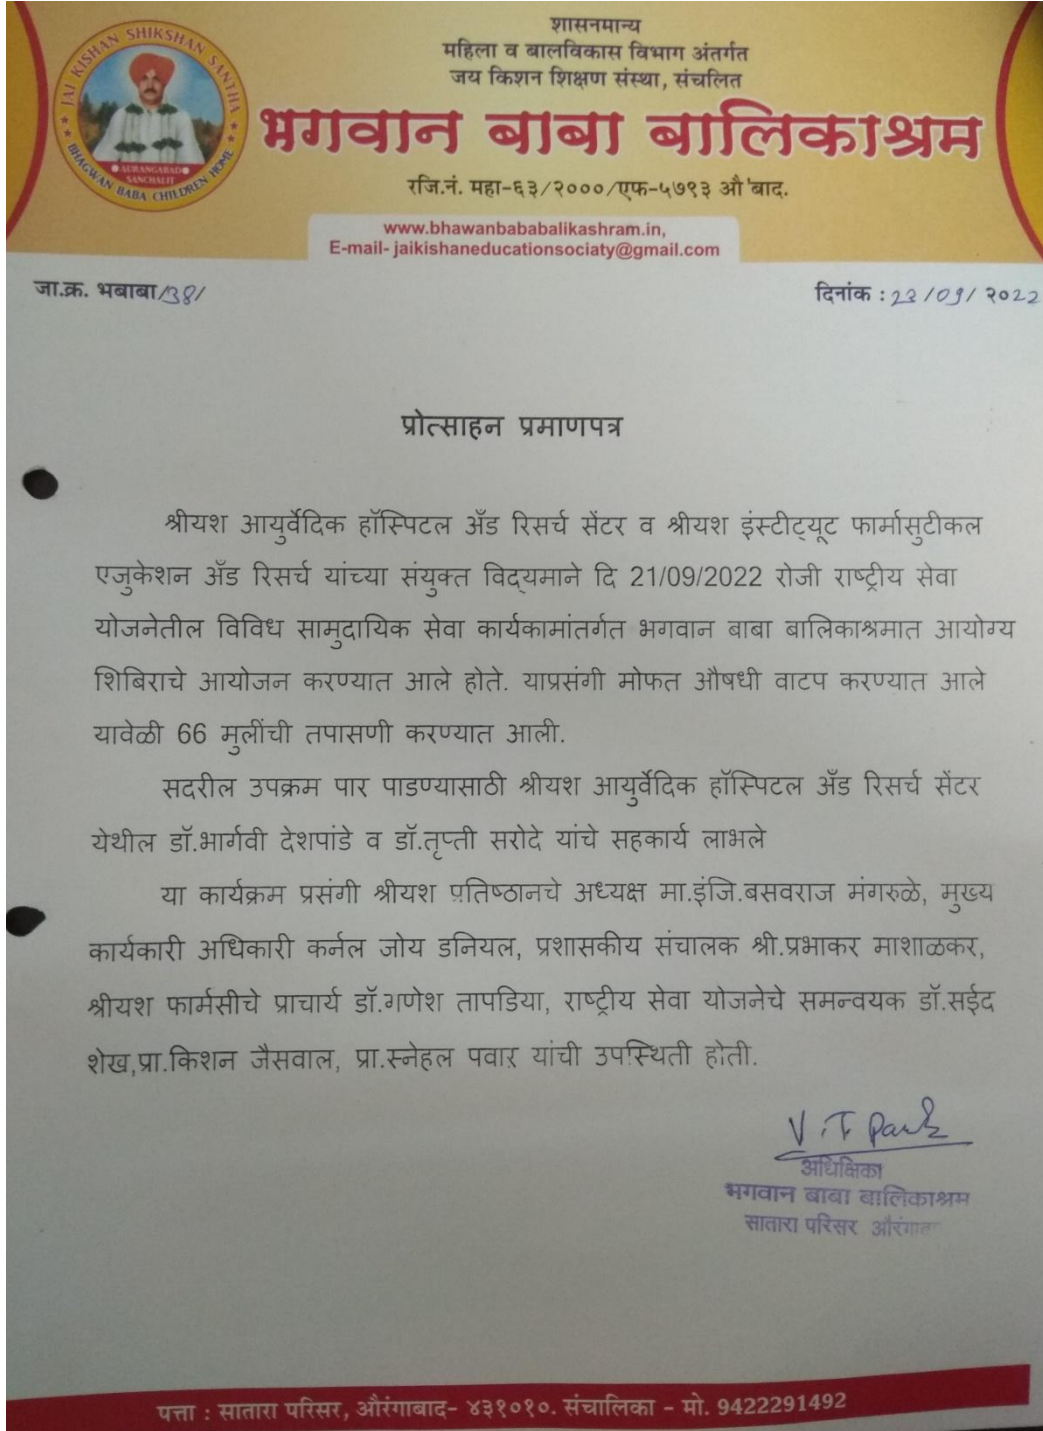 शासनमान्य
महिला व बालविकास विभाग अंतर्गत
जय किशन शिक्षण संस्था, संचलित
भगवान बाबा बालिकाश्रम
रजि.नं. महा-६३/२०००/एफ-५७९३ औ'बाद.
JAI KISHAN SHIKSHAN SANTHA
AURANGABAD
SANCHALIT
BHAGWAN BABA CHILDREN HOME
www.bhawanbababalikashram.in,
E-mail- jaikishaneducationsociaty@gmail.com
जा.क्र. भबाबा/38/
दिनांक : 23/09/२०22
प्रोत्साहन प्रमाणपत्र
श्रीयश आयुर्वेदिक हॉस्पिटल अँड रिसर्च सेंटर व श्रीयश इंस्टीट्यूट फार्मासुटीकल
एजुकेशन अँड रिसर्च यांच्या संयुक्त विद्यमाने दि 21/09/2022 रोजी राष्ट्रीय सेवा
योजनेतील विविध सामुदायिक सेवा कार्यकामांतर्गत भगवान बाबा बालिकाश्रमात आयोग्य
शिबिराचे आयोजन करण्यात आले होते. याप्रसंगी मोफत औषधी वाटप करण्यात आले
यावेळी 66 मुलींची तपासणी करण्यात आली.
सदरील उपक्रम पार पाडण्यासाठी श्रीयश आयुर्वेदिक हॉस्पिटल अँड रिसर्च सेंटर
येथील डॉ.भार्गवी देशपांडे व डॉ.तृप्ती सरोदे यांचे सहकार्य लाभले
या कार्यक्रम प्रसंगी श्रीयश प्रतिष्ठानचे अध्यक्ष मा.इंजि.बसवराज मंगरुळे, मुख्य
कार्यकारी अधिकारी कर्नल जोय डनियल, प्रशासकीय संचालक श्री.प्रभाकर माशाळकर,
श्रीयश फार्मसीचे प्राचार्य डॉ.गणेश तापडिया, राष्ट्रीय सेवा योजनेचे समन्वयक डॉ.सईद
शेख,प्रा.किशन जैसवाल, प्रा.स्नेहल पवार यांची उपस्थिती होती.
अधिक्षिका
भगवान बाबा बालिकाश्रम
सातारा परिसर
पत्ता : सातारा परिसर, औरंगाबाद- ४३१०१०. संचालिका - मो. 9422291492